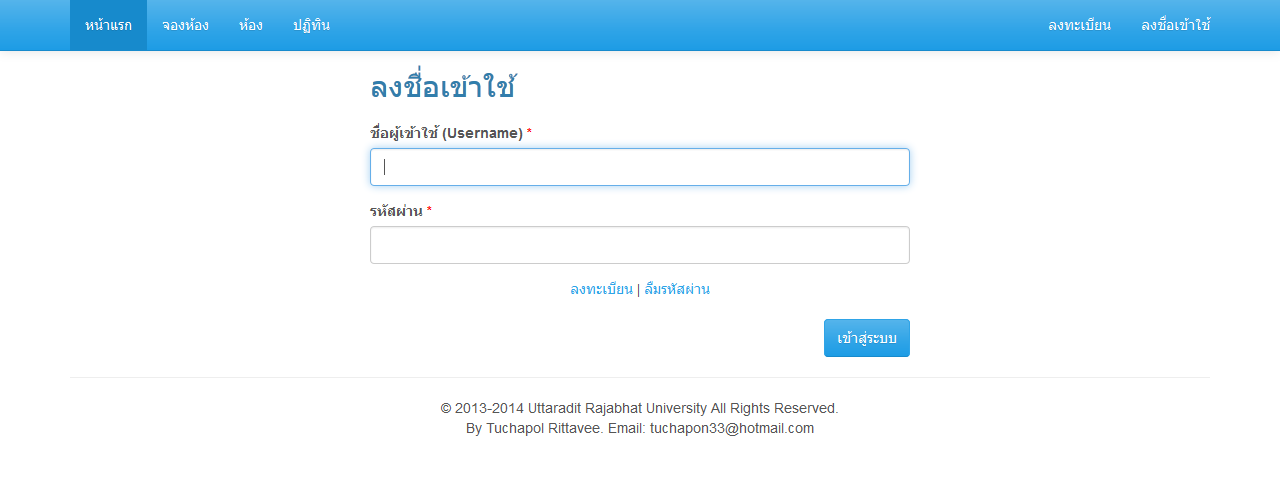 หน้าแรก จองห้อง ห้อง ปฏิทิน ลงทะเบียน ลงชื่อเข้าใช้
ลงชื่อเข้าใช้
ชื่อผู้เข้าใช้ (Username) *
รหัสผ่าน *
ลงทะเบียน | ลืมรหัสผ่าน
เข้าสู่ระบบ
© 2013-2014 Uttaradit Rajabhat University All Rights Reserved.
By Tuchapol Rittavee. Email: tuchapon33@hotmail.com